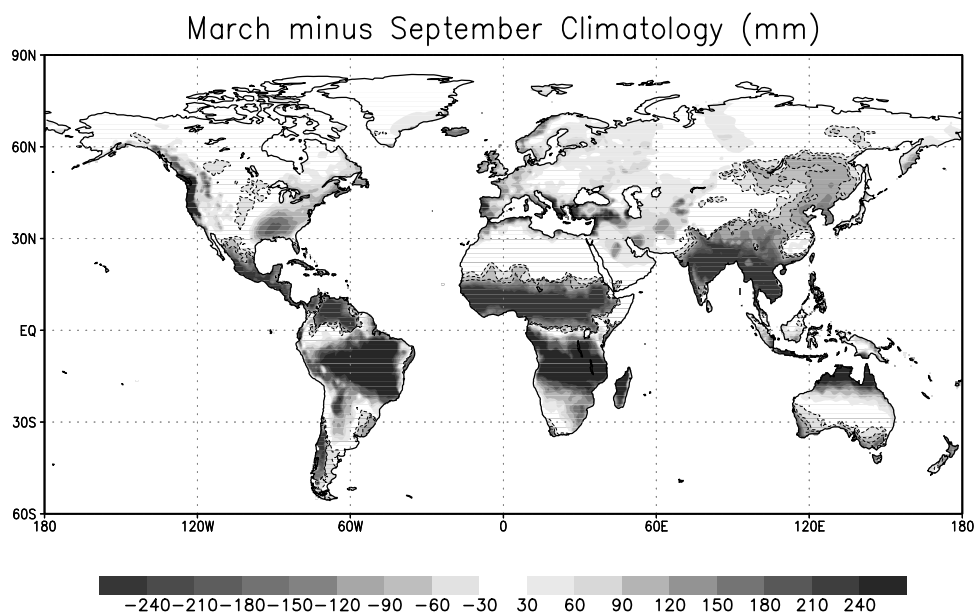 March minus September Climatology (mm)
90N
60N
30N
EQ
30S
60S
180 120W 60W 0 60E 120E 180
−240 −210 −180 −150 −120 −90 −60 −30 30 60 90 120 150 180 210 240